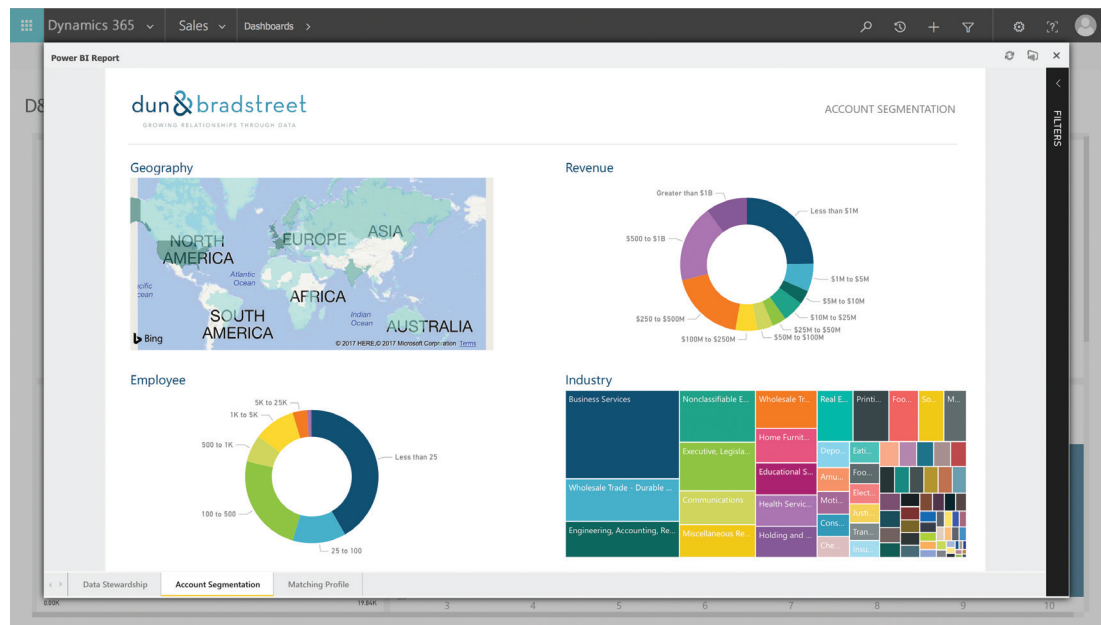 Dynamics 365
Sales
Dashboards
Power BI Report
D&
dun&bradstreet
GROWING RELATIONSHIPS THROUGH DATA
ACCOUNT SEGMENTATION
FILTERS
Geography
NORTH
AMERICA
EUROPE
ASIA
Atlantic
Ocean
cific
cean
AFRICA
SOUTH
AMERICA
Indian
Ocean
AUSTRALIA
Bing
© 2017 HERE,© 2017 Microsoft Corporation Terms
Revenue
Greater than $1B
Less than $1M
$500 to $1B
$1M to $5M
$5M to $10M
$10M to $25M
$250 to $500M
$25M to $50M
$100M to $250M
$50M to $100M
Employee
5K to 25K
1K to 5K
500 to 1K
Less than 25
100 to 500
25 to 100
Industry
Business Services
Nonclassifiable E...
Wholesale Tr...
Real E...
Printi...
Foo...
So...
M...
Home Furnit...
Executive, Legisla...
Depo...
Eati...
Educational S...
Amu...
Foo...
Wholesale Trade - Durable ...
Communications
Health Servic...
Moti...
Elect...
Justi...
Engineering, Accounting, Re...
Miscellaneous Re...
Holding and ...
Cons...
Tran...
Che...
Insu...
Data Stewardship
Account Segmentation
Matching Profile
0.00K
19.84K
3
4
5
6
7
8
9
10